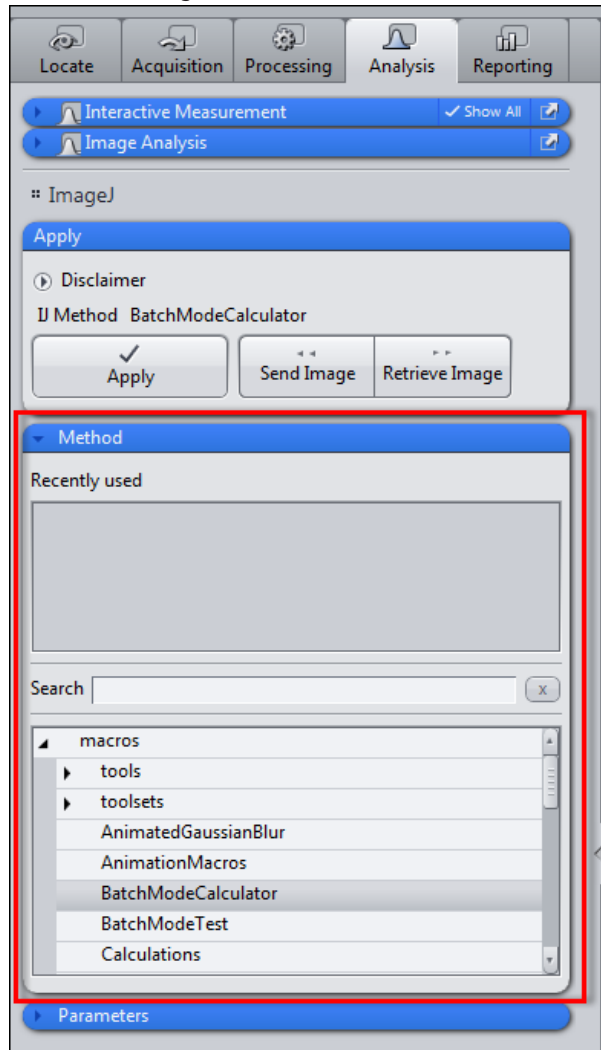 Locate Acquisition Processing Analysis Reporting
Interactive Measurement Show All
Image Analysis
ImageJ
Apply
Disclaimer
IJ Method BatchModeCalculator
Apply Send Image Retrieve Image
Method
Recently used
Search x
macros
tools
toolsets
AnimatedGaussianBlur
AnimationMacros
BatchModeCalculator
BatchModeTest
Calculations
Parameters